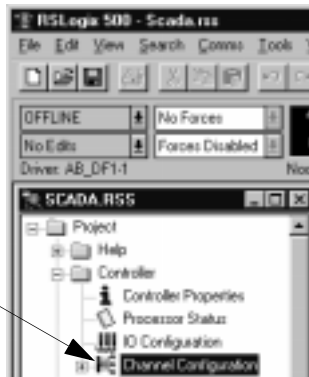 RSLogix 500 - Scada.rss
File Edit View Search Comms Tools
OFFLINE No Forces
No Edits Forces Disabled
Driver: AB_DF1-1
SCADA.RSS
Project
Help
Controller
Controller Properties
Processor Status
IO Configuration
Channel Configuration